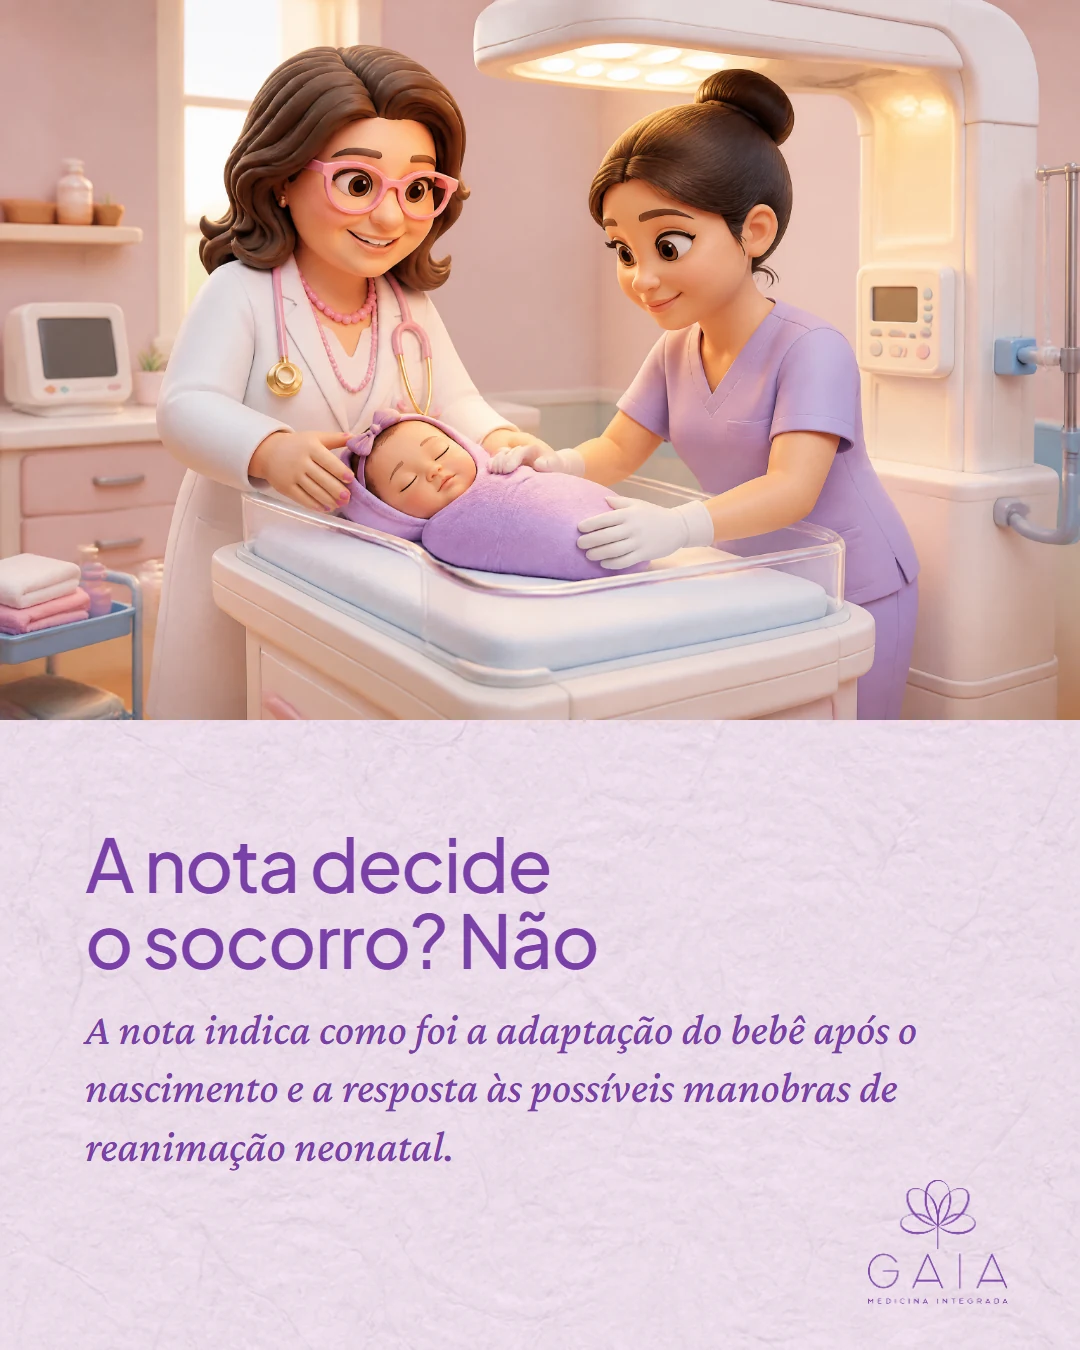 A nota decide
o socorro? Não
A nota indica como foi a adaptação do bebê após o
nascimento e a resposta às possíveis manobras de
reanimação neonatal.
GAIA
MEDICINA INTEGRADA